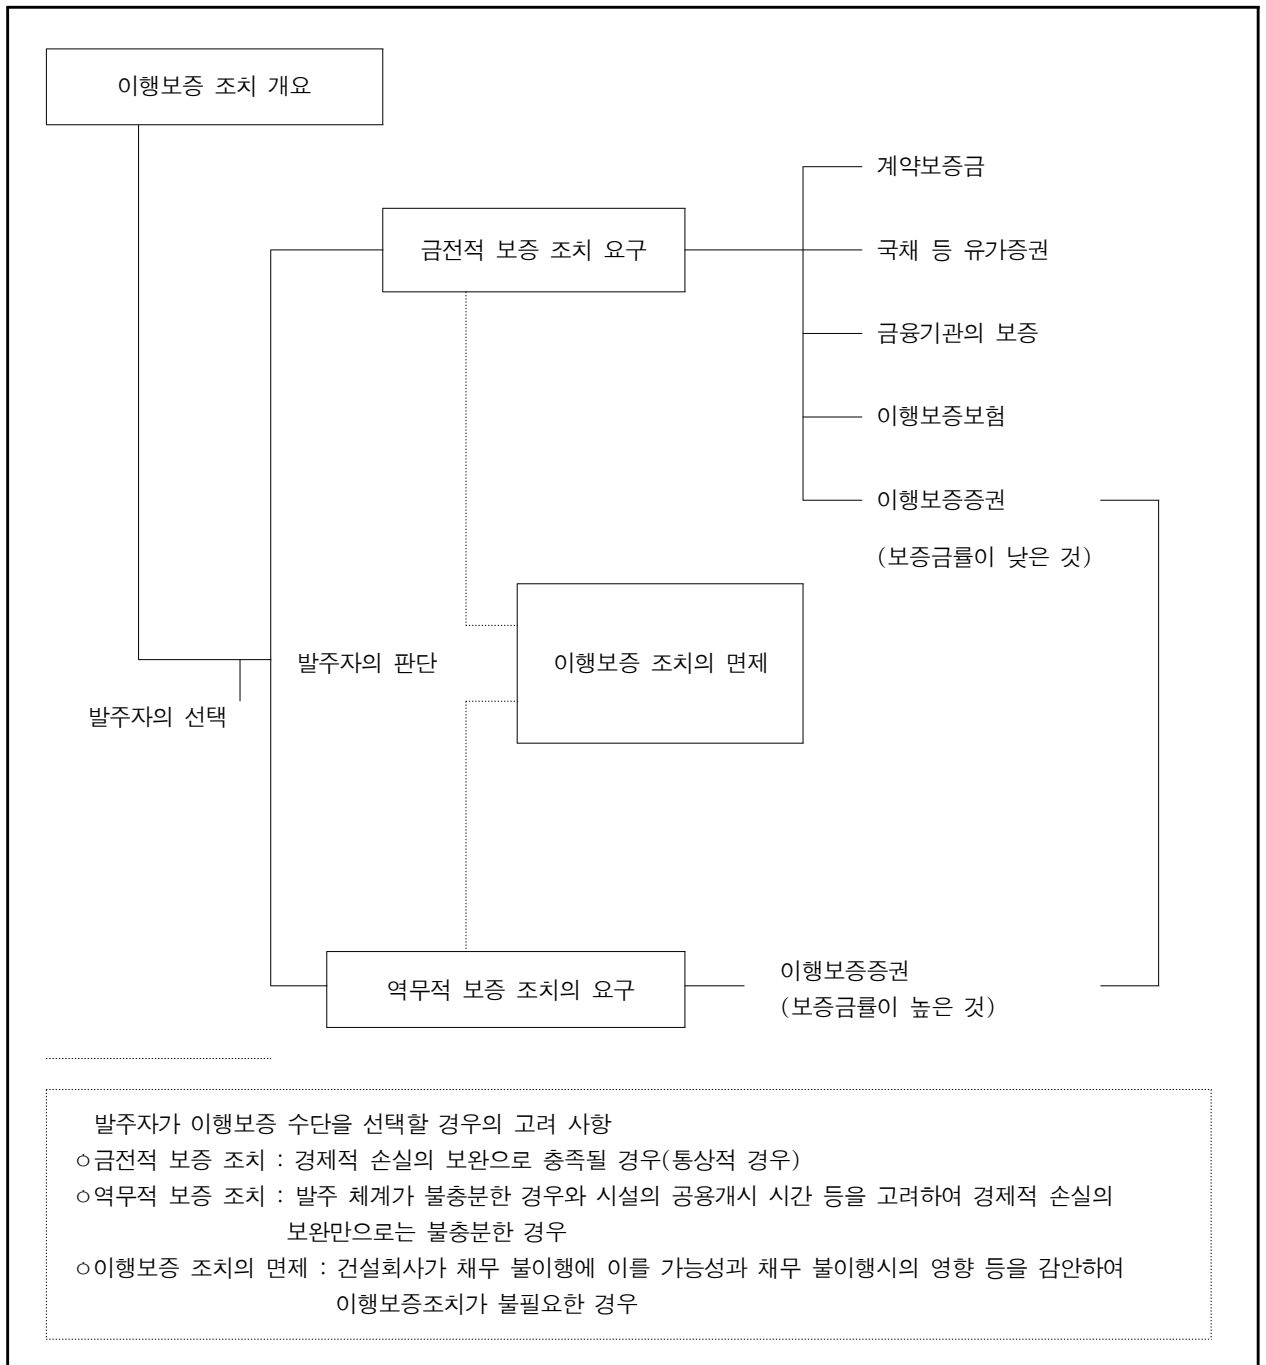 이행보증 조치 개요
계약보증금
금전적 보증 조치 요구
국채 등 유가증권
금융기관의 보증
이행보증보험
이행보증증권
(보증금률이 낮은 것)
발주자의 판단
이행보증 조치의 면제
발주자의 선택
역무적 보증 조치의 요구
이행보증증권
(보증금률이 높은 것)
발주자가 이행보증 수단을 선택할 경우의 고려 사항
ㅇ금전적 보증 조치 : 경제적 손실의 보완으로 충족될 경우(통상적 경우)
ㅇ역무적 보증 조치 : 발주 체계가 불충분한 경우와 시설의 공용개시 시간 등을 고려하여 경제적 손실의
보완만으로는 불충분한 경우
ㅇ이행보증 조치의 면제 : 건설회사가 채무 불이행에 이를 가능성과 채무 불이행시의 영향 등을 감안하여
이행보증조치가 불필요한 경우